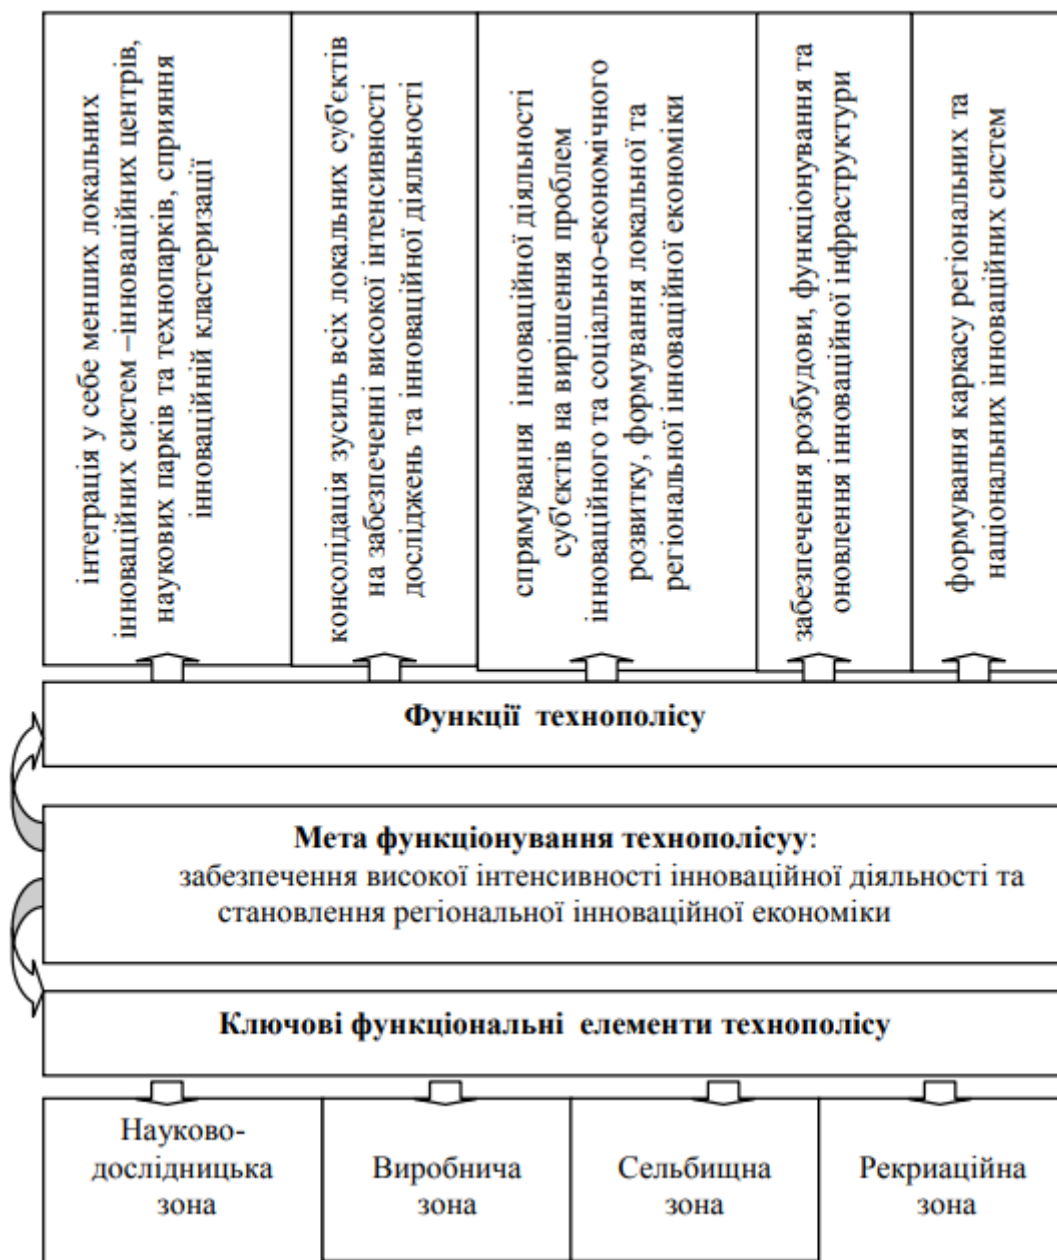 інтеграція у себе менших локальних
інноваційних систем –інноваційних центрів,
наукових парків та технопарків, сприяння
інноваційній кластеризації
консолідація зусиль всіх локальних суб'єктів
на забезпеченні високої інтенсивності
досліджень та інноваційної діяльності
спрямування інноваційної діяльності
суб'єктів на вирішення проблем
інноваційного та соціально-економічного
розвитку, формування локальної та
регіональної інноваційної економіки
забезпечення розбудови, функціонування та
оновлення інноваційної інфраструктури
формування каркасу регіональних та
національних інноваційних систем
Функції технополісу
Мета функціонування технополісуу:
забезпечення високої інтенсивності інноваційної діяльності та
становлення регіональної інноваційної економіки
Ключові функціональні елементи технополісу
Науково-
дослідницька
зона
Виробнича
зона
Сельбищна
зона
Рекриаційна
зона